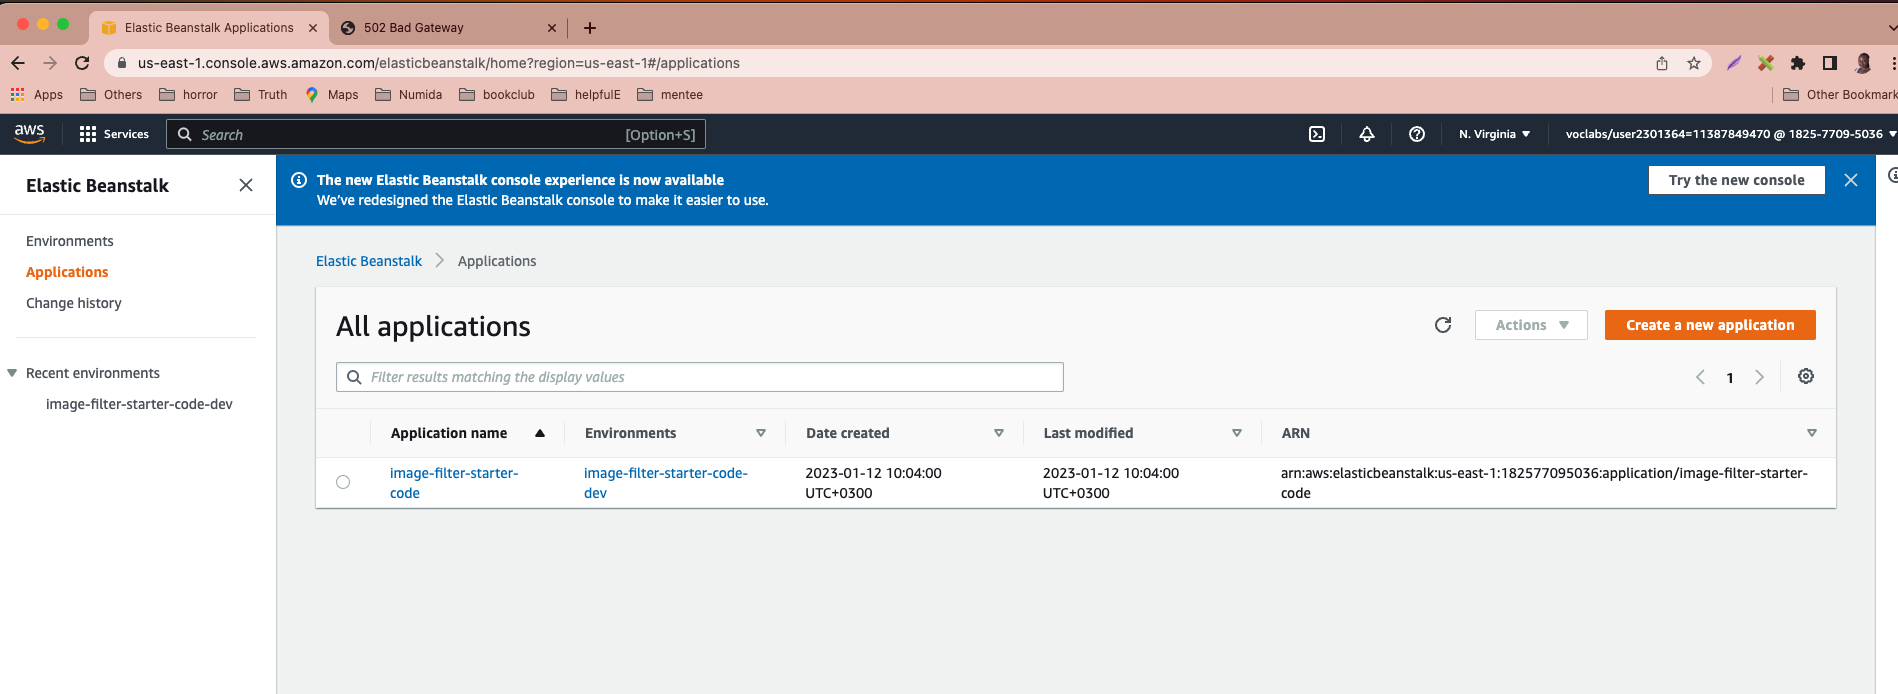 Elastic Beanstalk Applications
502 Bad Gateway
us-east-1.console.aws.amazon.com/elasticbeanstalk/home?region=us-east-1#/applications
Apps Others horror Truth Maps Numida bookclub helpfulE mentee Other Bookmark
aws Services Search [Option+S] N. Virginia voclabs/user2301364=11387849470 @ 1825-7709-5036
Elastic Beanstalk
Environments
Applications
Change history
Recent environments
image-filter-starter-code-dev
The new Elastic Beanstalk console experience is now available
We've redesigned the Elastic Beanstalk console to make it easier to use.
Try the new console
Elastic Beanstalk Applications
All applications
Actions
Create a new application
Filter results matching the display values
1
Application name Environments Date created Last modified ARN
image-filter-starter- image-filter-starter-code- 2023-01-12 10:04:00 2023-01-12 10:04:00 arn:aws:elasticbeanstalk:us-east-1:182577095036:application/image-filter-starter-
code dev UTC+0300 UTC+0300 code